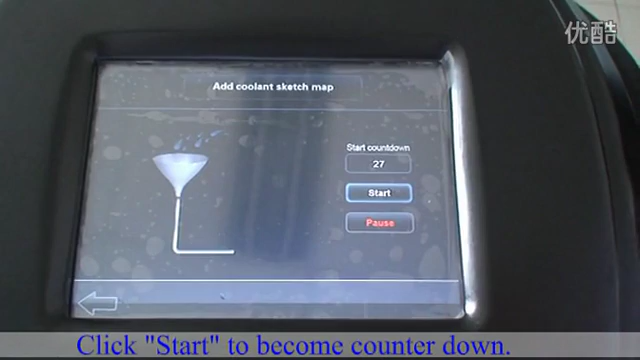 优酷
Add coolant sketch map
Start countdown
27
Start
Pause
Click "Start" to become counter down.